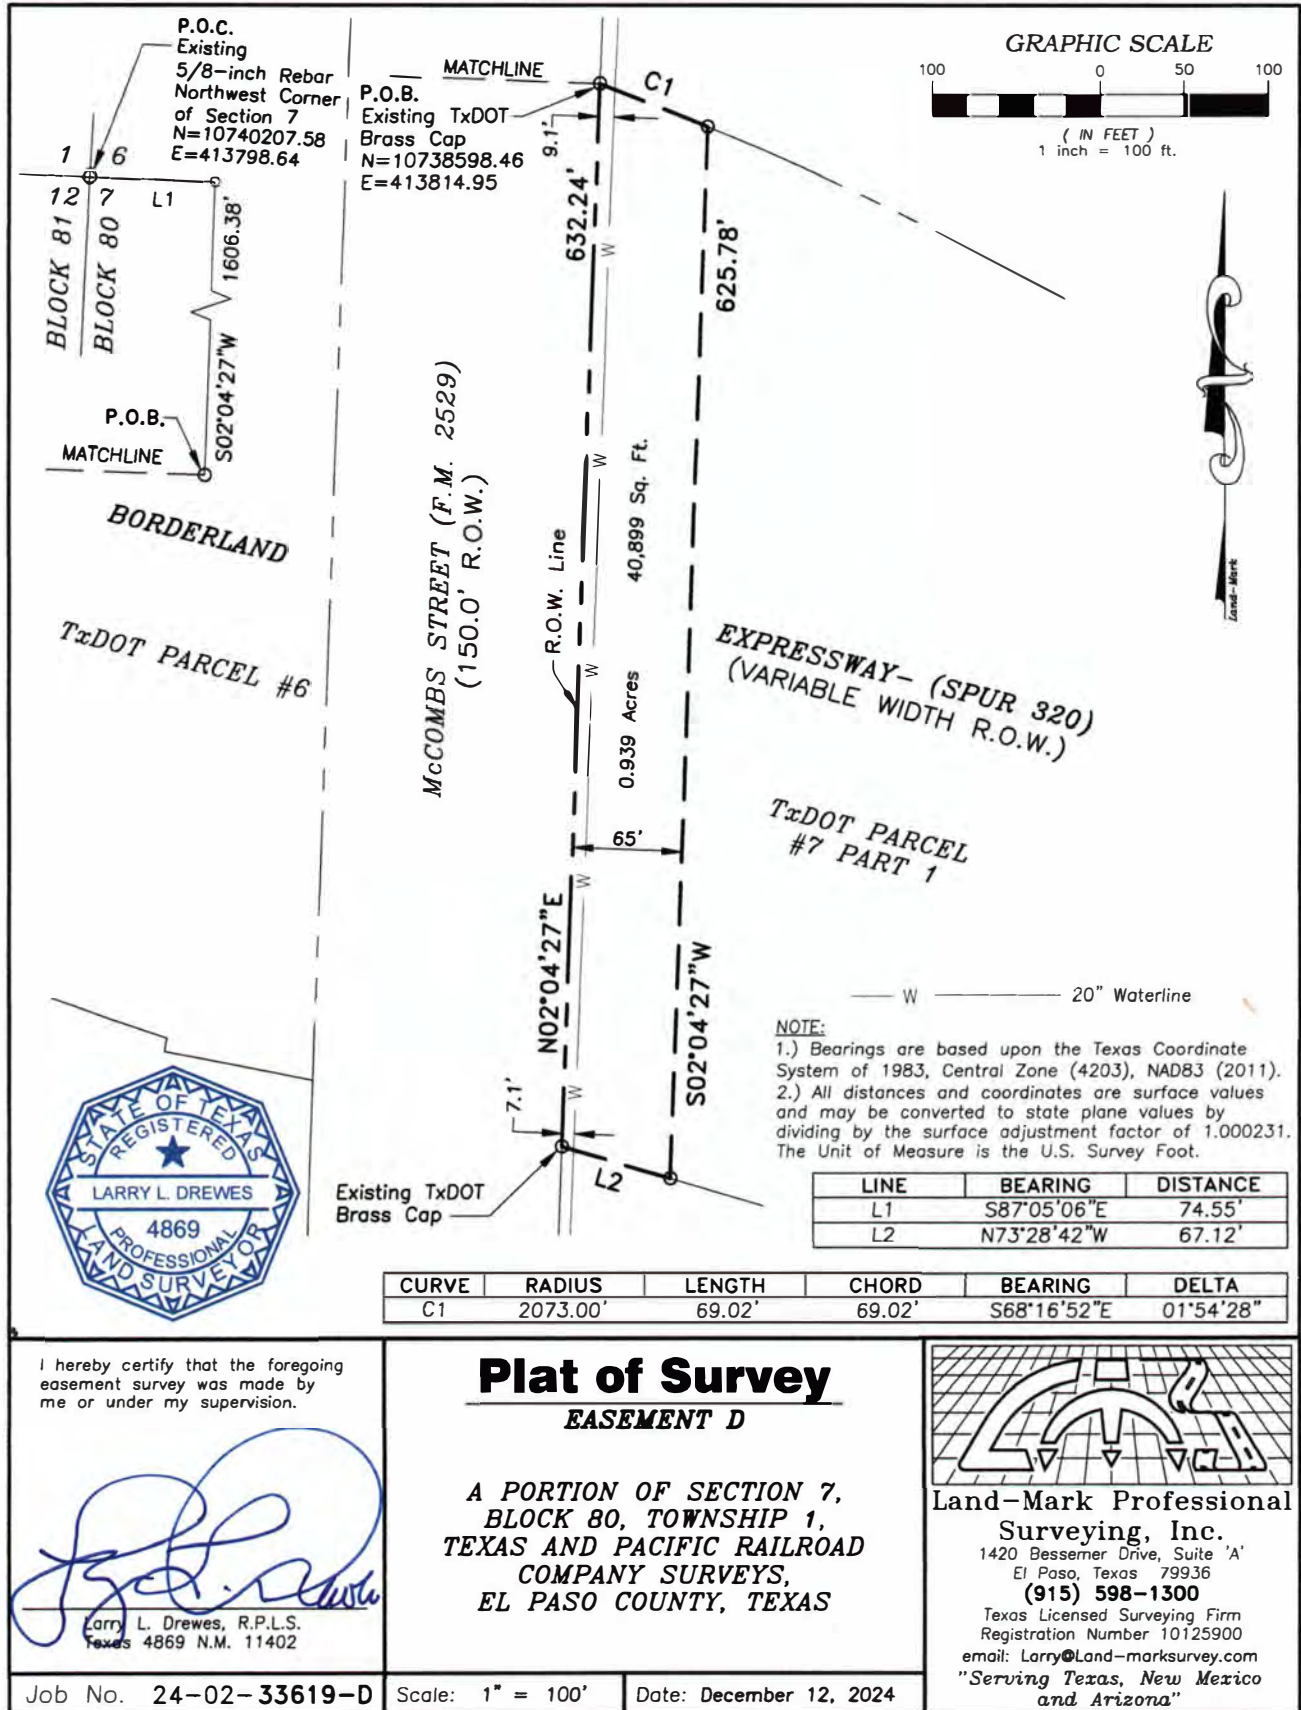 P.O.C.
Existing
5/8-inch Rebar
Northwest Corner
of Section 7
N=10740207.58
E=413798.64
MATCHLINE
P.O.B.
Existing TxDOT
Brass Cap
N=10738598.46
E=413814.95
C1
GRAPHIC SCALE
100 0 50 100
( IN FEET )
1 inch = 100 ft.
1 6
12 7
L1
BLOCK 81
BLOCK 80
1606.38'
S02°04'27"W
P.O.B.
MATCHLINE
9.1'
632.24'
W
625.78'
BORDERLAND
TxDOT PARCEL #6
McCOMBS STREET (F.M. 2529)
(150.0' R.O.W.)
R.O.W. Line
W
40,899 Sq. Ft.
0.939 Acres
W
65'
W
EXPRESSWAY- (SPUR 320)
(VARIABLE WIDTH R.O.W.)
TxDOT PARCEL
#7 PART 1
Land-Mark
N02°04'27"E
S02°04'27"W
7.1'
W
L2
Existing TxDOT
Brass Cap
W 20" Waterline
NOTE:
1.) Bearings are based upon the Texas Coordinate
System of 1983, Central Zone (4203), NAD83 (2011).
2.) All distances and coordinates are surface values
and may be converted to state plane values by
dividing by the surface adjustment factor of 1.000231.
The Unit of Measure is the U.S. Survey Foot.
LINE BEARING DISTANCE
L1 S87°05'06"E 74.55'
L2 N73°28'42"W 67.12'
STATE OF TEXAS
REGISTERED
LARRY L. DREWES
4869
PROFESSIONAL
LAND SURVEYOR
CURVE RADIUS LENGTH CHORD BEARING DELTA
C1 2073.00' 69.02' 69.02' S68°16'52"E 01°54'28"
I hereby certify that the foregoing
easement survey was made by
me or under my supervision.
Larry L. Drewes, R.P.L.S.
Texas 4869 N.M. 11402
Plat of Survey
EASEMENT D
A PORTION OF SECTION 7,
BLOCK 80, TOWNSHIP 1,
TEXAS AND PACIFIC RAILROAD
COMPANY SURVEYS,
EL PASO COUNTY, TEXAS
Land-Mark Professional
Surveying, Inc.
1420 Bessemer Drive, Suite 'A'
El Paso, Texas 79936
(915) 598-1300
Texas Licensed Surveying Firm
Registration Number 10125900
email: Larry@Land-marksurvey.com
"Serving Texas, New Mexico
and Arizona"
Job No. 24-02-33619-D
Scale: 1" = 100'
Date: December 12, 2024